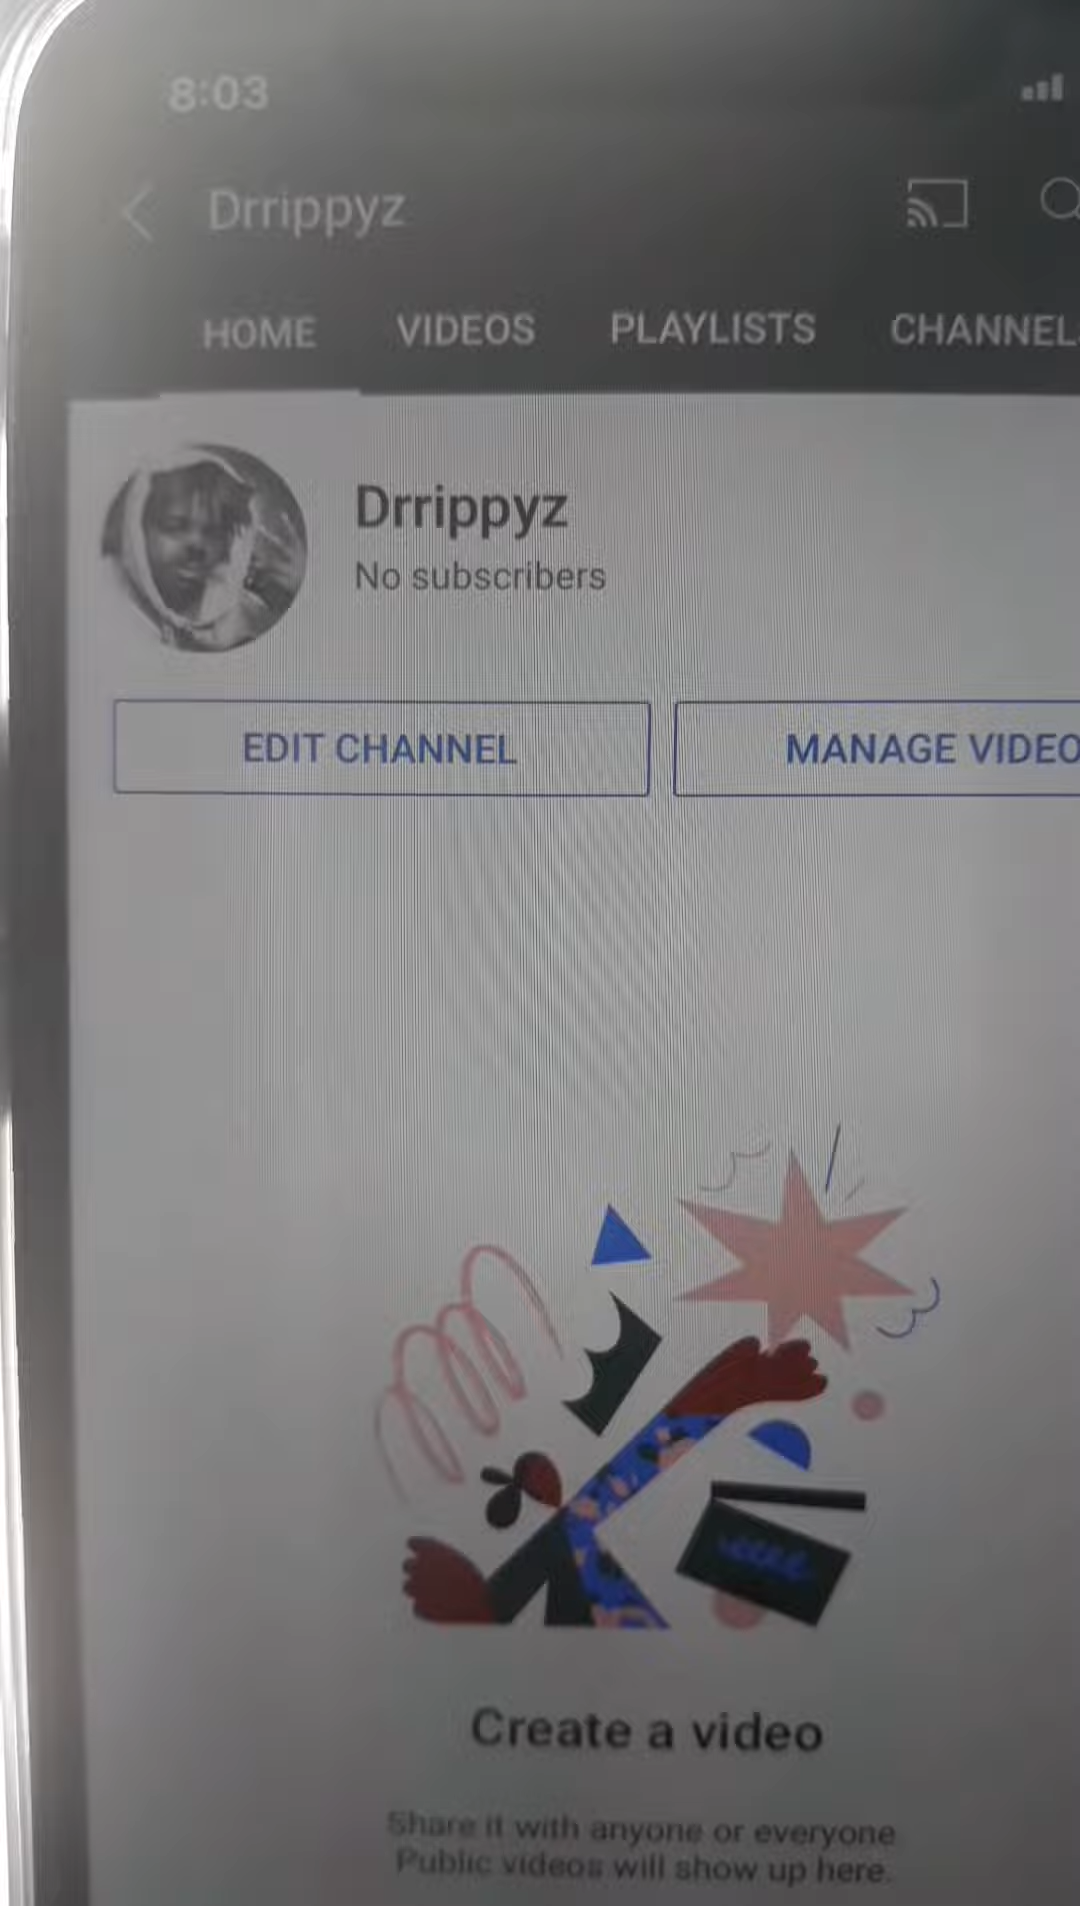 8:03
Drrippyz
HOME VIDEOS PLAYLISTS CHANNELS
Drrippyz
No subscribers
EDIT CHANNEL MANAGE VIDEO
Create a video
Share it with anyone or everyone
Public videos will show up here.